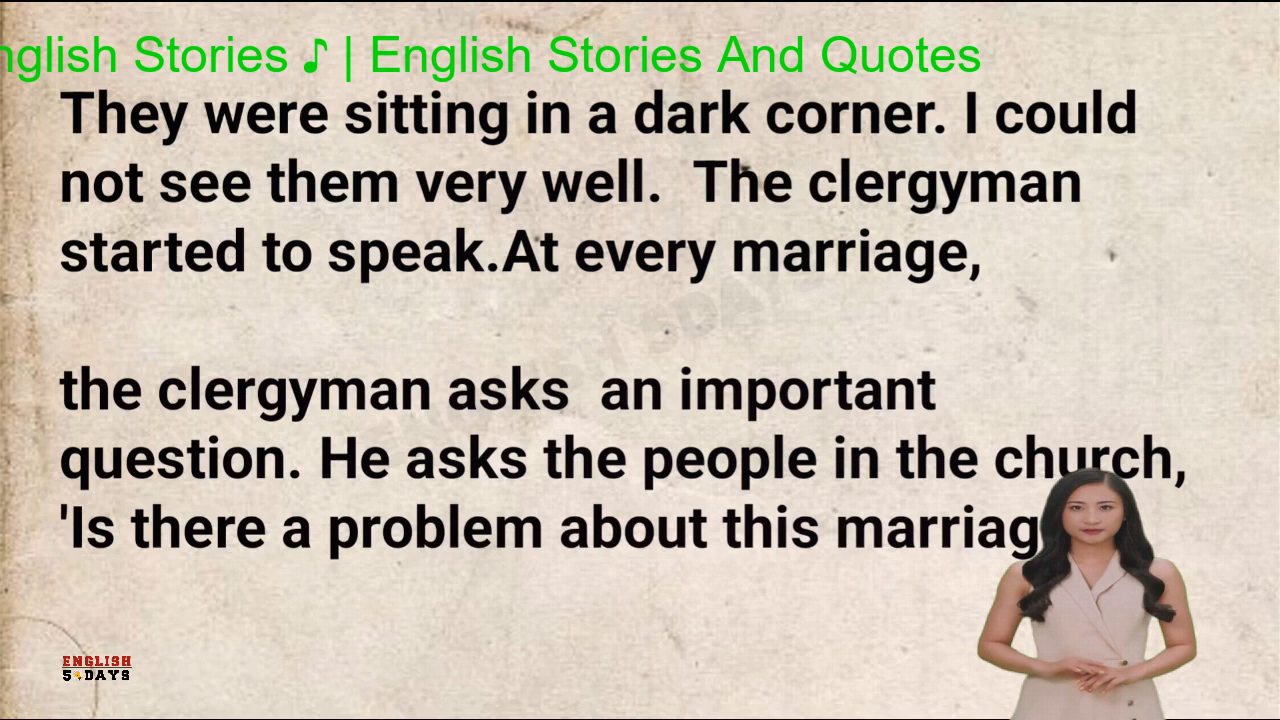 nglish Stories ♪ | English Stories And Quotes
They were sitting in a dark corner. I could
not see them very well. The clergyman
started to speak.At every marriage,
the clergyman asks an important
question. He asks the people in the church,
'Is there a problem about this marriag
ENGLISH
5 DAYS